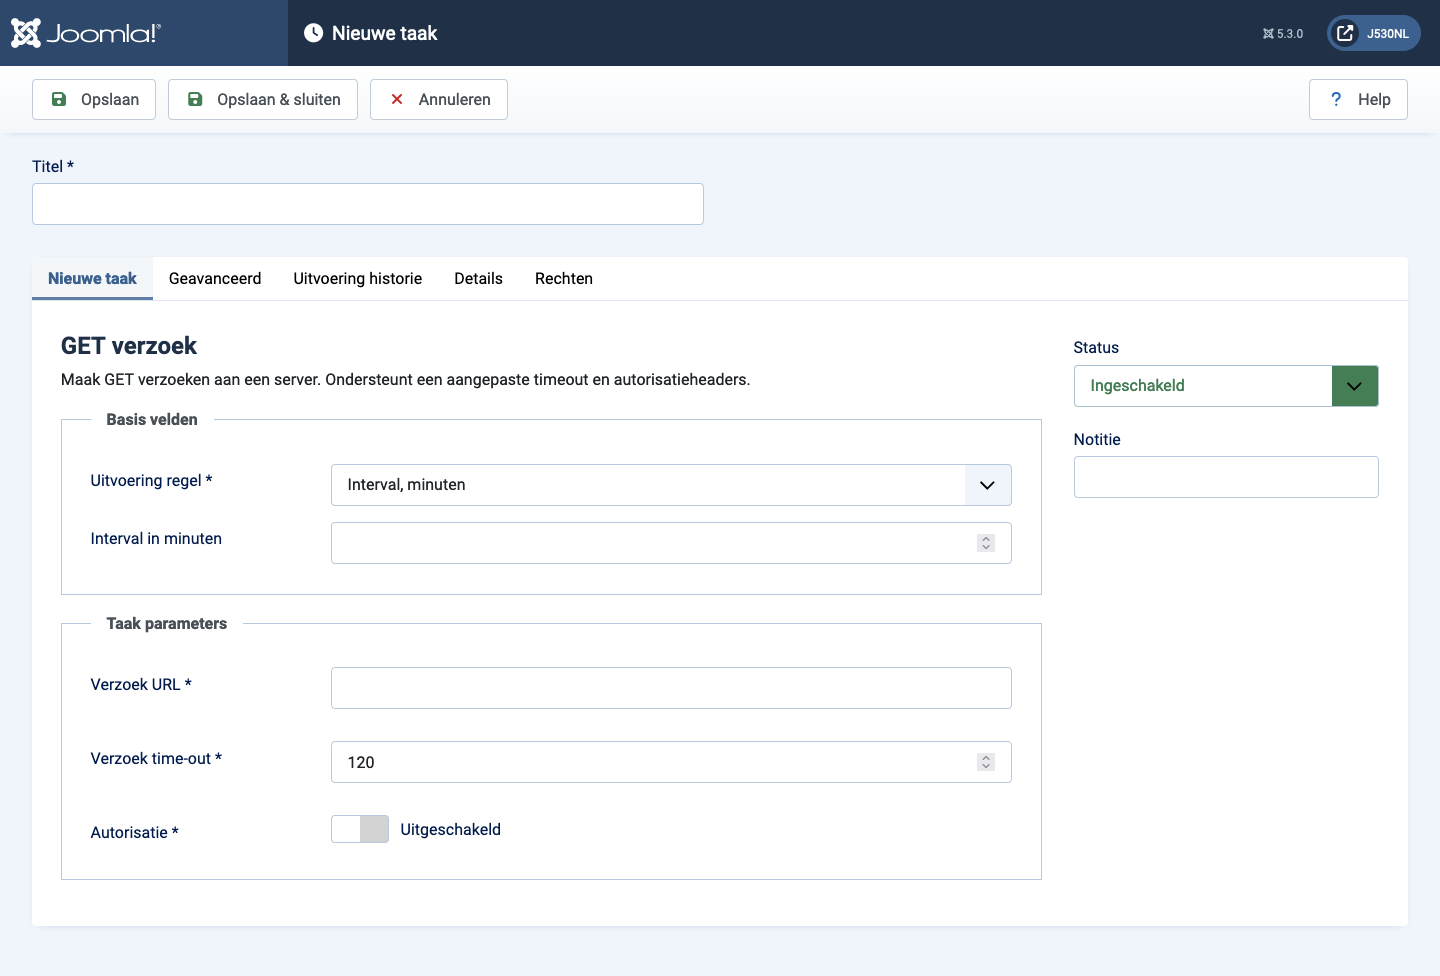 Joomla!®
Nieuwe taak
5.3.0
J530NL
Opslaan
Opslaan & sluiten
Annuleren
? Help
Titel *
Nieuwe taak
Geavanceerd
Uitvoering historie
Details
Rechten
GET verzoek
Maak GET verzoeken aan een server. Ondersteunt een aangepaste timeout en autorisatieheaders.
Basis velden
Uitvoering regel *
Interval, minuten
Interval in minuten
Taak parameters
Verzoek URL *
Verzoek time-out *
120
Autorisatie *
Uitgeschakeld
Status
Ingeschakeld
Notitie